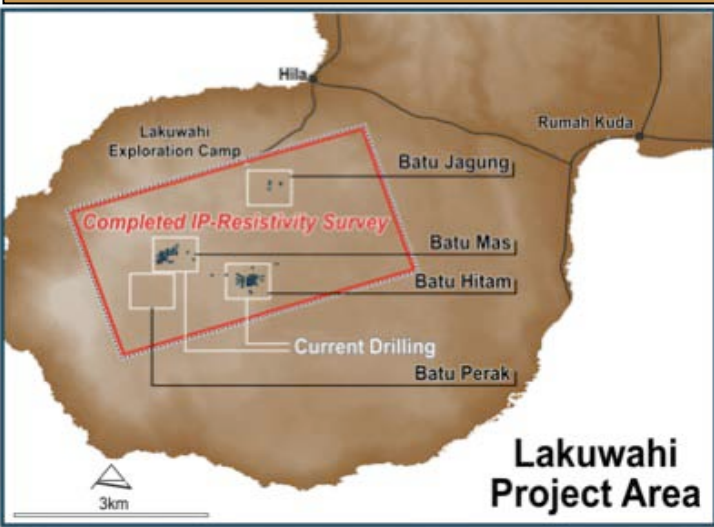 Hila
Rumah Kuda
Lakuwahi
Exploration Camp
Batu Jagung
Completed IP-Resistivity Survey
Batu Mas
Batu Hitam
Current Drilling
Batu Perak
Lakuwahi
Project Area
3km